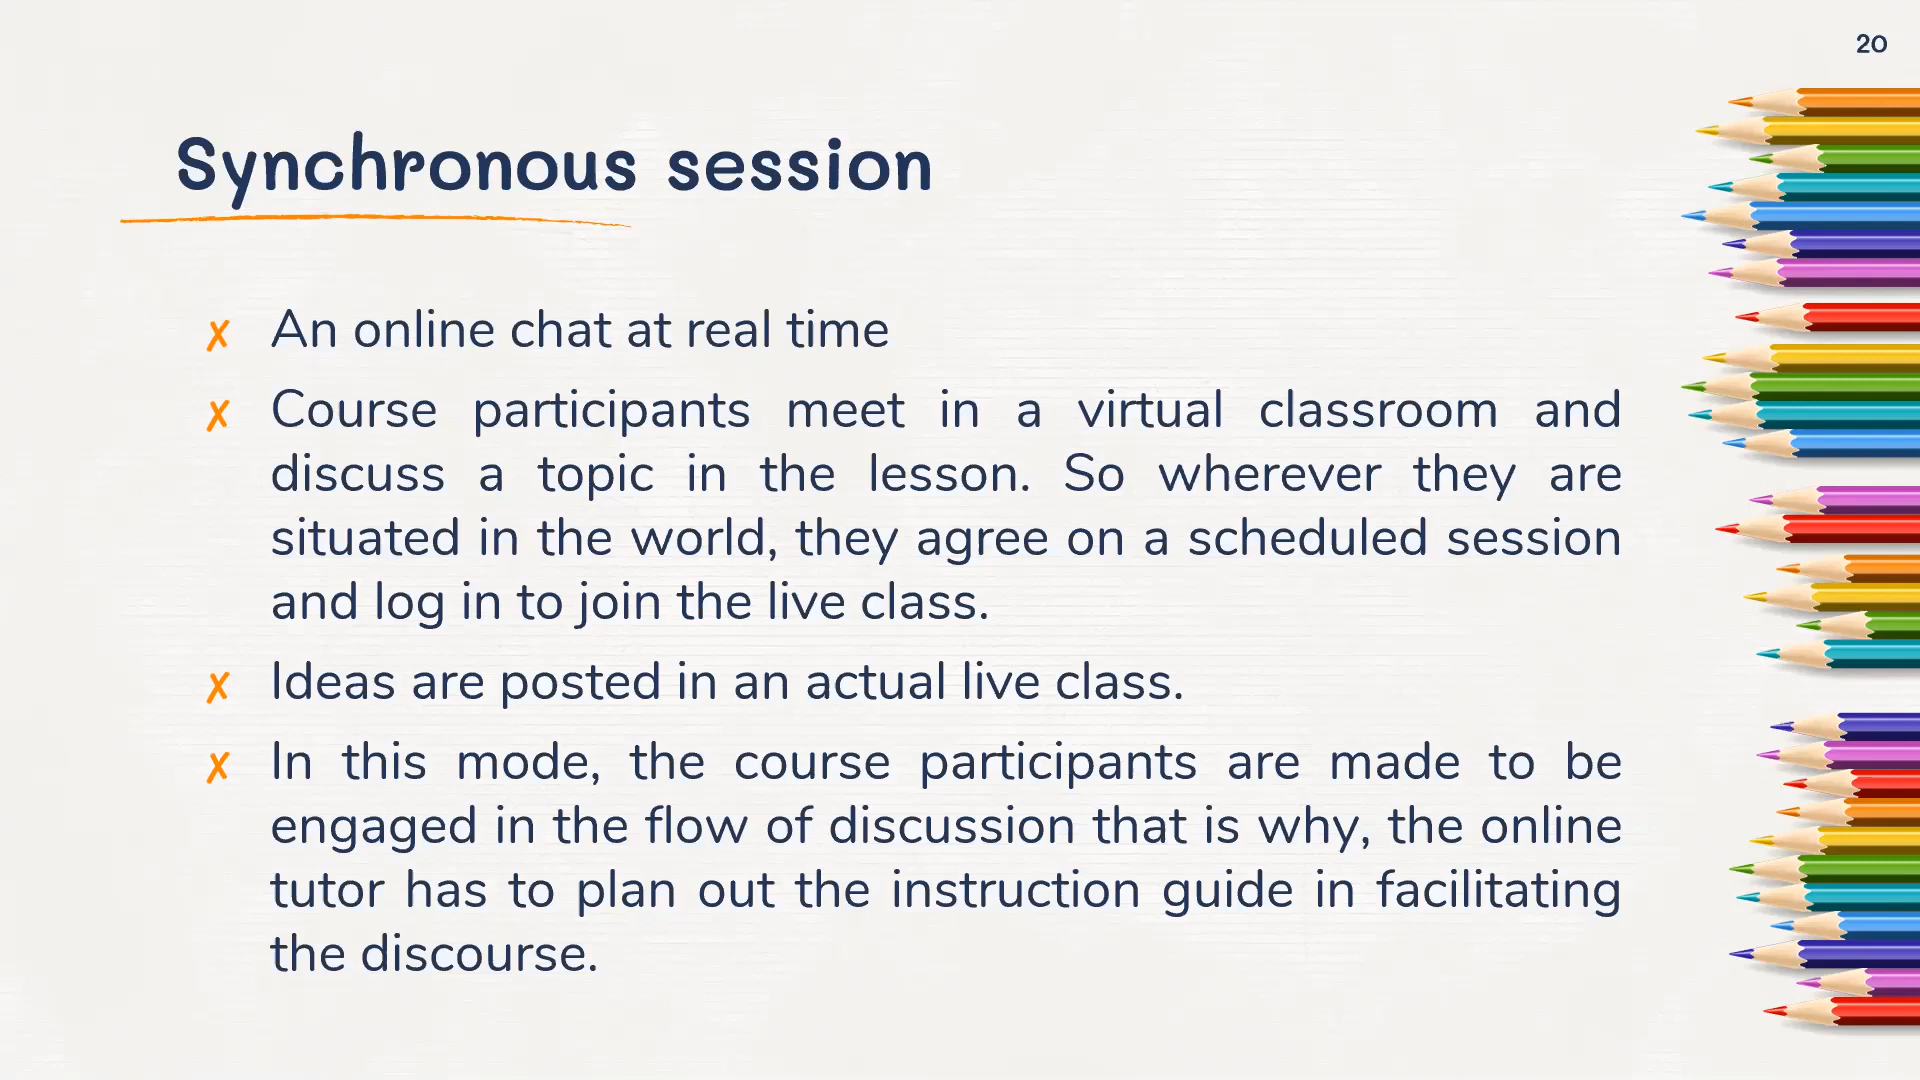 20
Synchronous session
✗ An online chat at real time
✗ Course participants meet in a virtual classroom and
discuss a topic in the lesson. So wherever they are
situated in the world, they agree on a scheduled session
and log in to join the live class.
✗ Ideas are posted in an actual live class.
✗ In this mode, the course participants are made to be
engaged in the flow of discussion that is why, the online
tutor has to plan out the instruction guide in facilitating
the discourse.